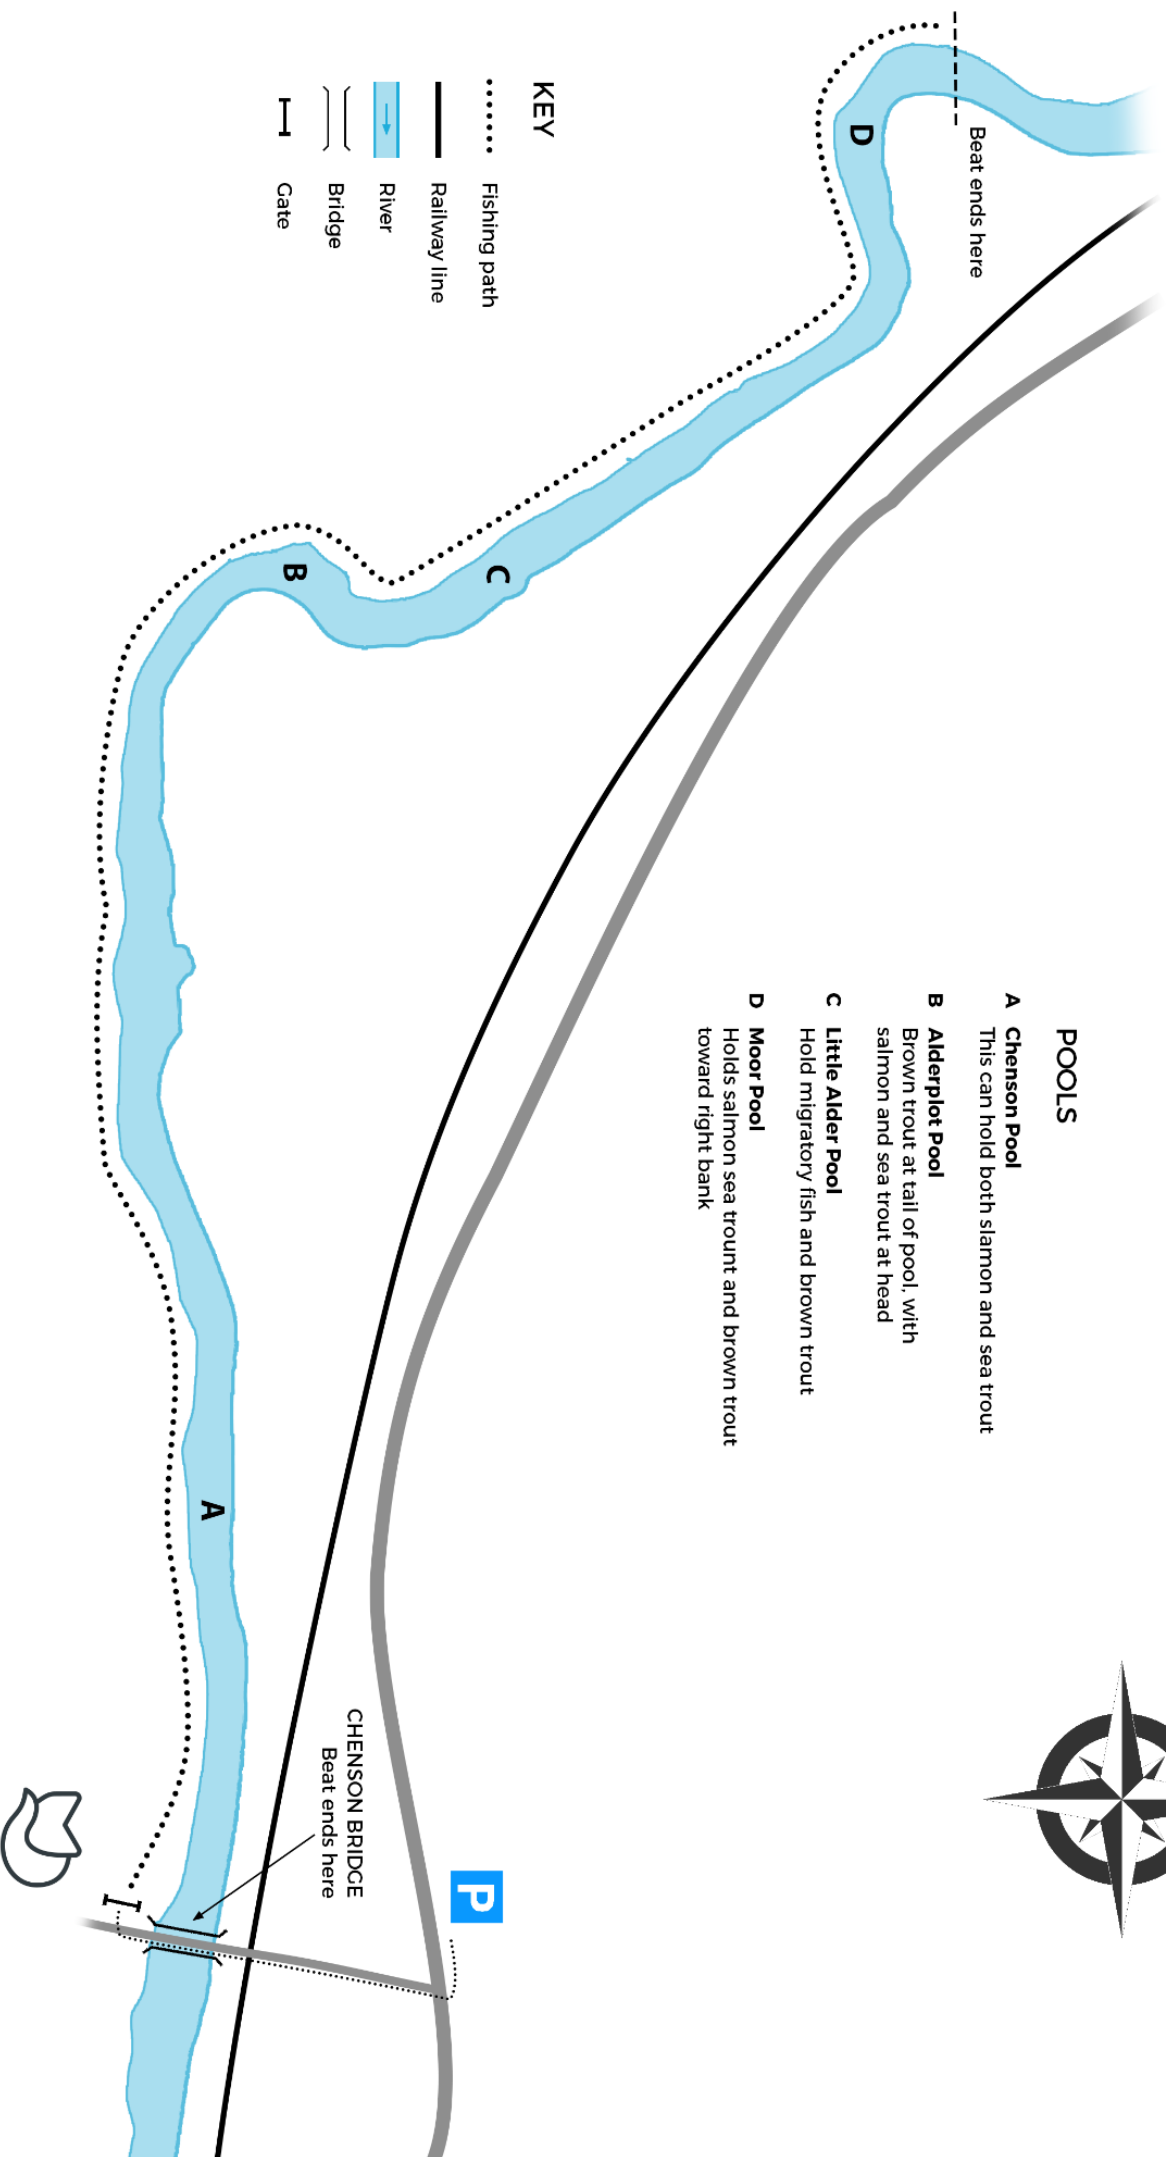 POOLS
A Chenson Pool
This can hold both slamon and sea trout
B Alderplot Pool
Brown trout at tail of pool, with
salmon and sea trout at head
C Little Alder Pool
Hold migratory fish and brown trout
D Moor Pool
Holds salmon sea trount and brown trout
toward right bank
Beat ends here
D
C
B
A
KEY
Fishing path
Railway line
River
Bridge
Gate
CHENSON BRIDGE
Beat ends here
P